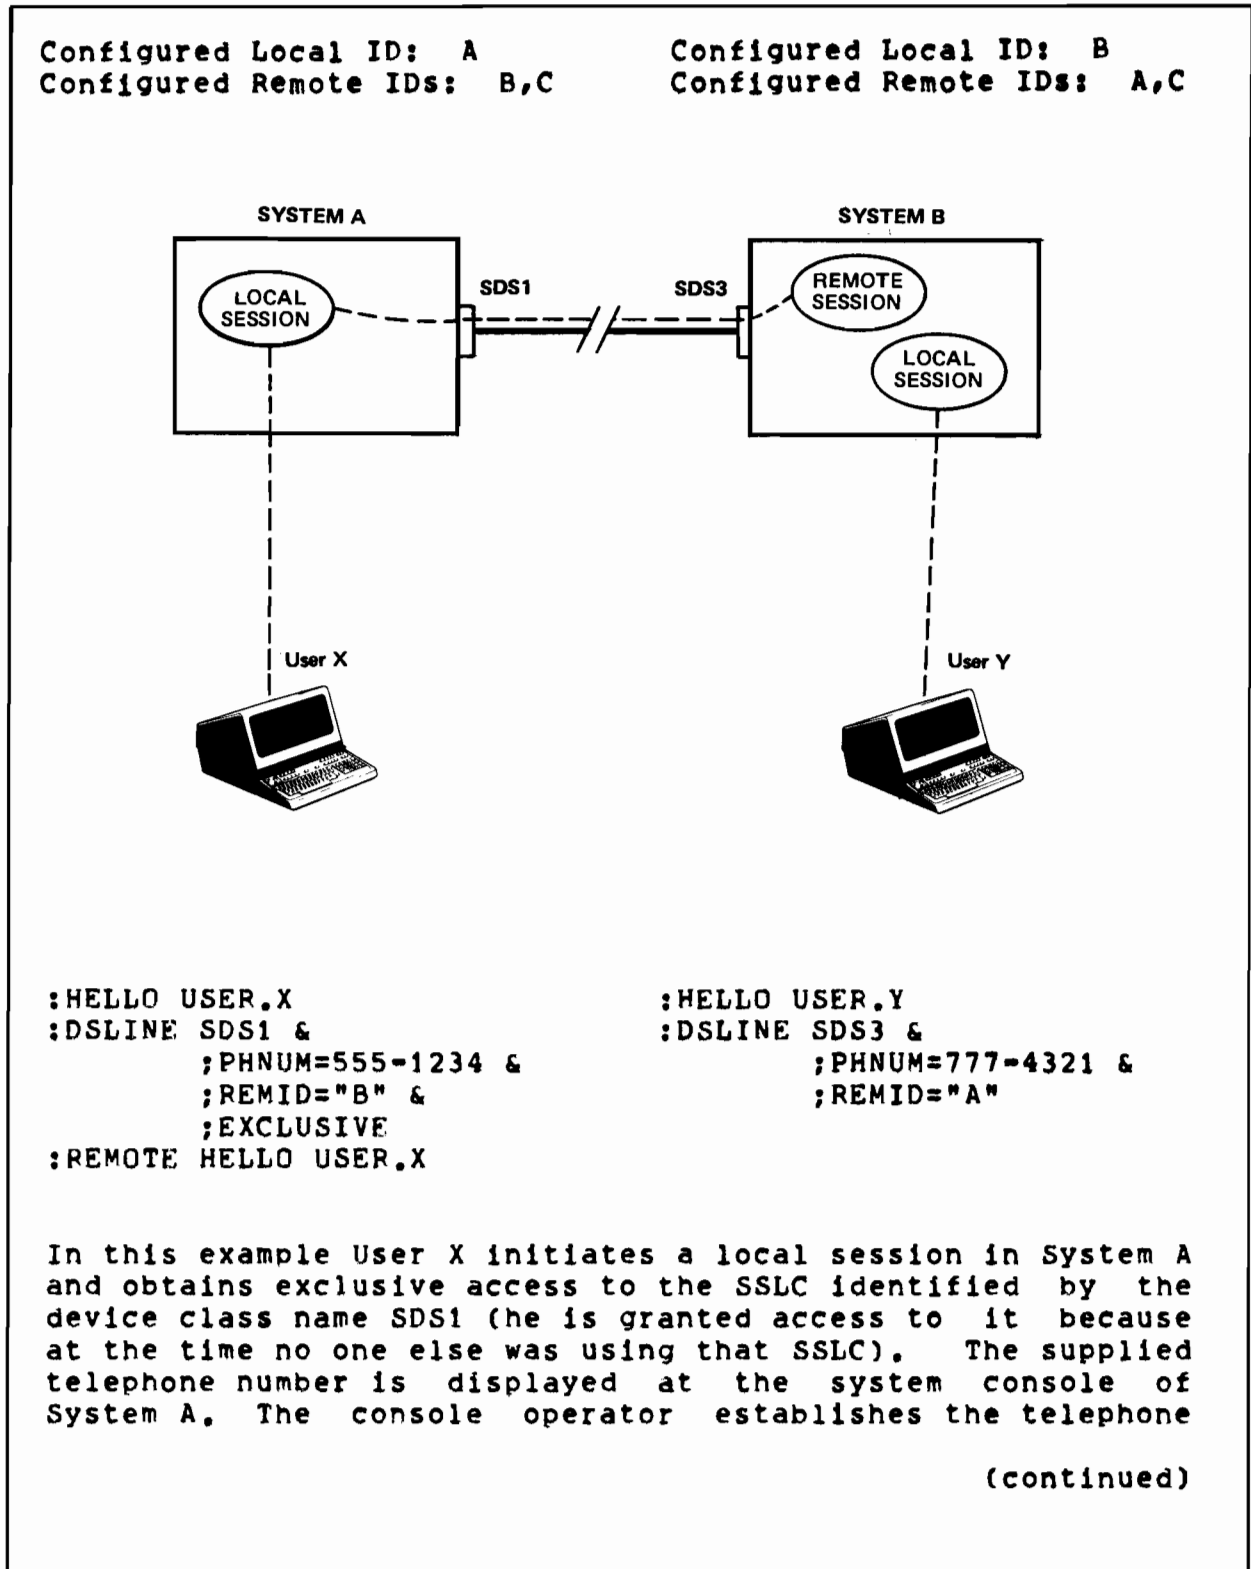 Configured Local ID:  A
Configured Remote IDs:  B,C
Configured Local ID:  B
Configured Remote IDs:  A,C
SYSTEM A
SYSTEM B
LOCAL
SESSION
SDS1
SDS3
REMOTE
SESSION
LOCAL
SESSION
User X
User Y
:HELLO USER.X
:DSLINE SDS1 &
;PHNUM=555-1234 &
;REMID="B" &
;EXCLUSIVE
:REMOTE HELLO USER.X
:HELLO USER.Y
:DSLINE SDS3 &
;PHNUM=777-4321 &
;REMID="A"
In this example User X initiates a local session in System A
and obtains exclusive access to the SSLC identified by the
device class name SDS1 (he is granted access to it because
at the time no one else was using that SSLC). The supplied
telephone number is displayed at the system console of
System A. The console operator establishes the telephone
(continued)